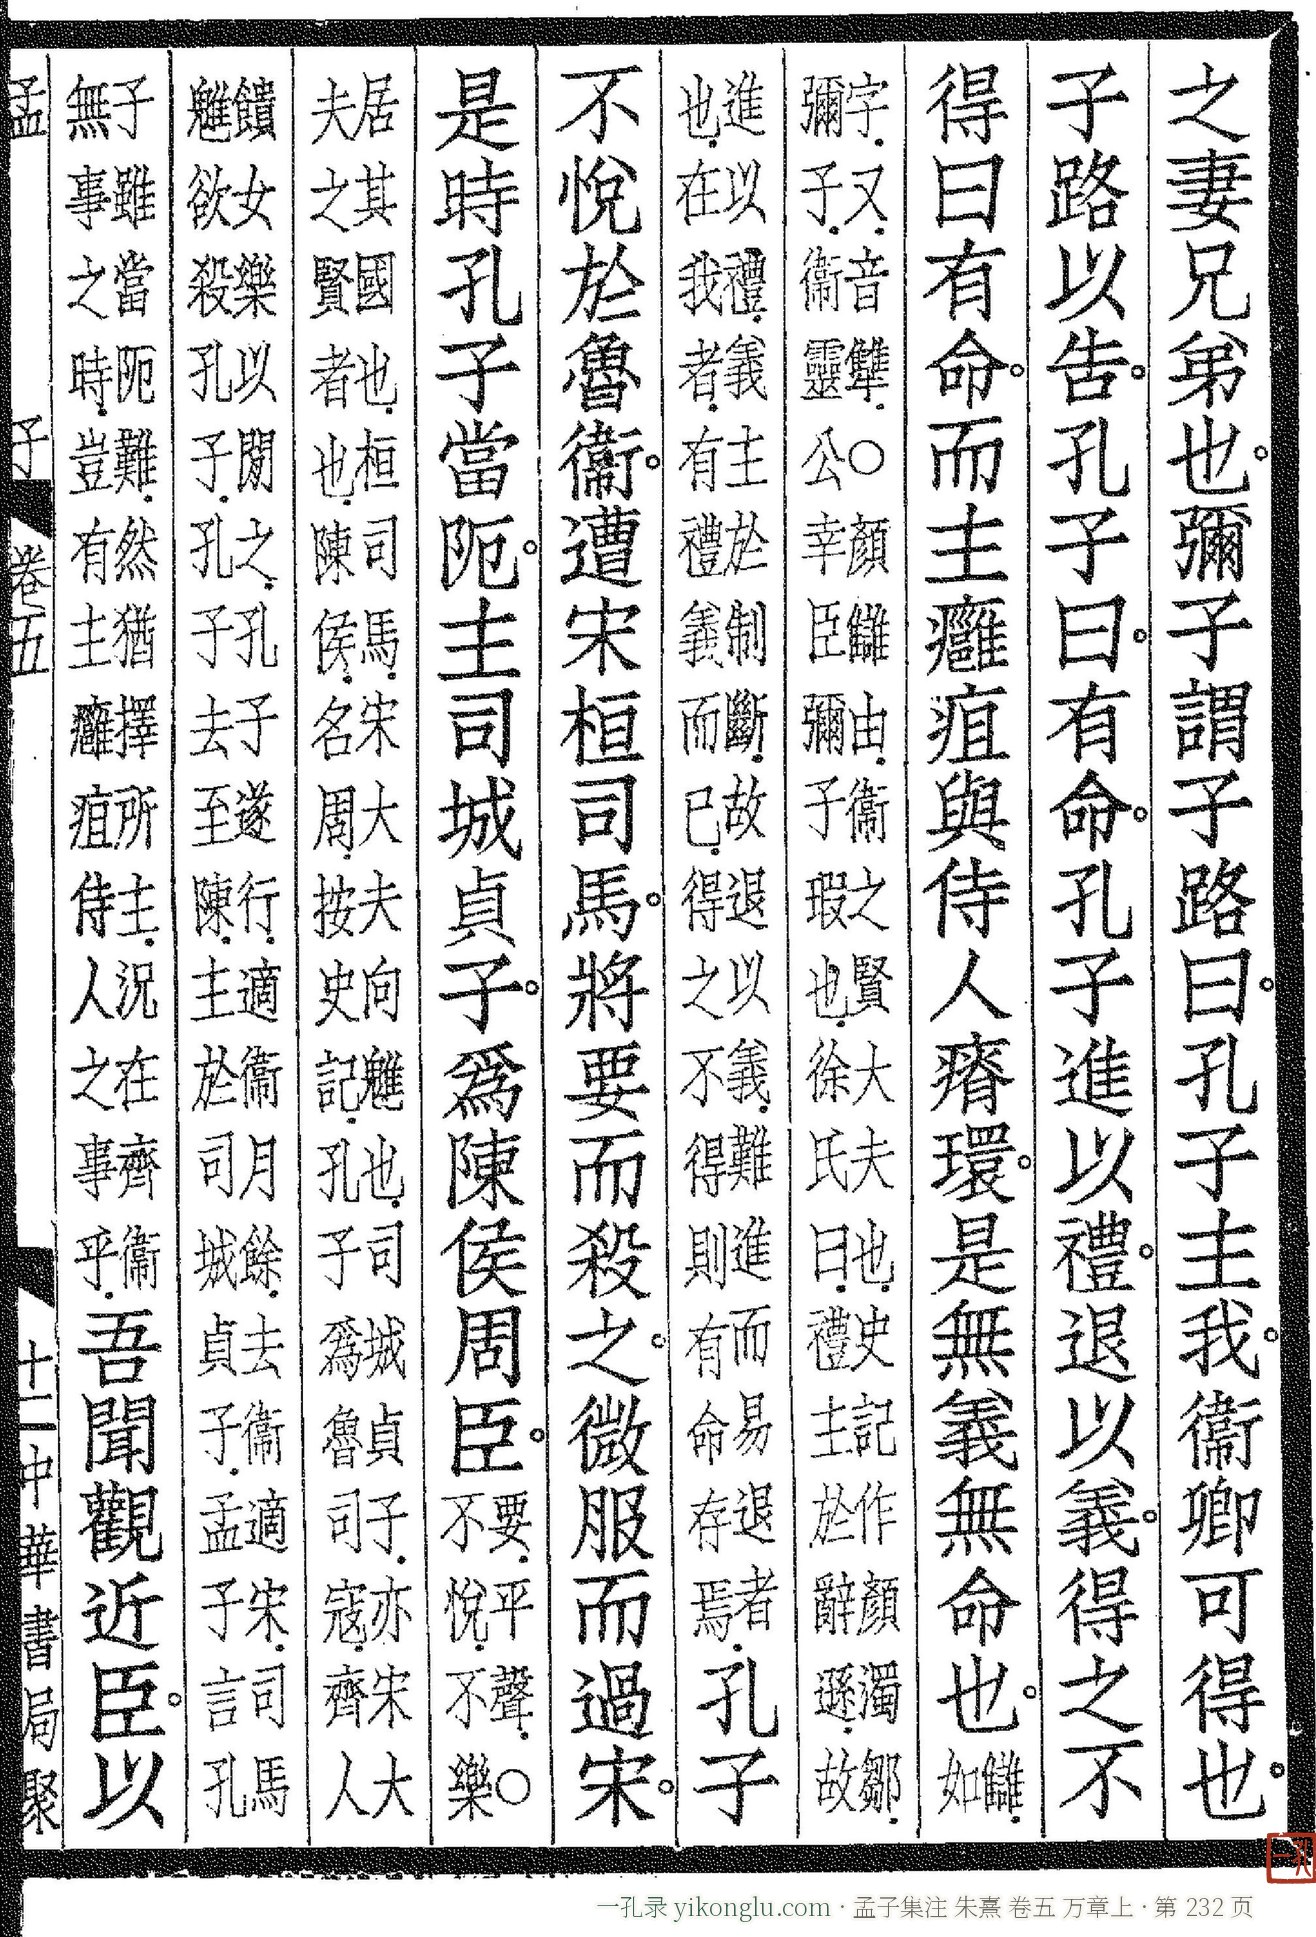 之妻兄弟也。彌子謂子路曰。孔子主我。衞卿可得也。
子路以告。孔子曰。有命。孔子進以禮。退以義。得之不
得曰有命。而主癰疽與侍人瘠環。是無義無命也。讎．
如
字．又．音犫．○顏讎由．衞之賢大夫也．史記作顏濁鄒．
彌子．衞靈公幸臣彌子瑕也．徐氏曰．禮主於辭遜．故
進以禮．義主於制斷．故退以義．難進而易退者
也．在我者．有禮義而已．得之不得則有命存焉．孔子
不悅於魯衞。遭宋桓司馬。將要而殺之。微服而過宋。
是時孔子當阨。主司城貞子。爲陳侯周臣。要．平聲．○
不悅．不樂
居其國也．桓司馬．宋大夫向魋也．司城貞子．亦宋大
夫之賢者也．陳侯．名周．按史記．孔子爲魯司寇．齊人
饋女樂以閒之．孔子遂行．適衞月餘．去衞適宋．司馬
魋欲殺孔子．孔子去至陳．主於司城貞子．孟子言孔
子雖當阨難．然猶擇所主．況在齊衞
無事之時．豈有主癰疽侍人之事乎．吾聞觀近臣。以
孟子 卷五 十二 中華書局聚
一孔录 yikonglu.com · 孟子集注 朱熹 卷五 万章上 · 第 232 页